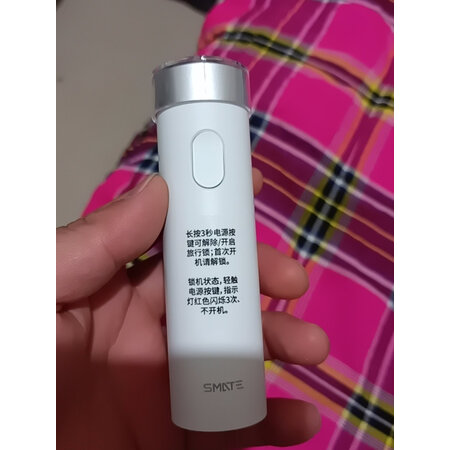 长按3秒电源按
键可解除/开启
旅行锁；首次开
机请解锁。
锁机状态，轻触
电源按键，指示
灯红色闪烁3次、
不开机。
SMATE